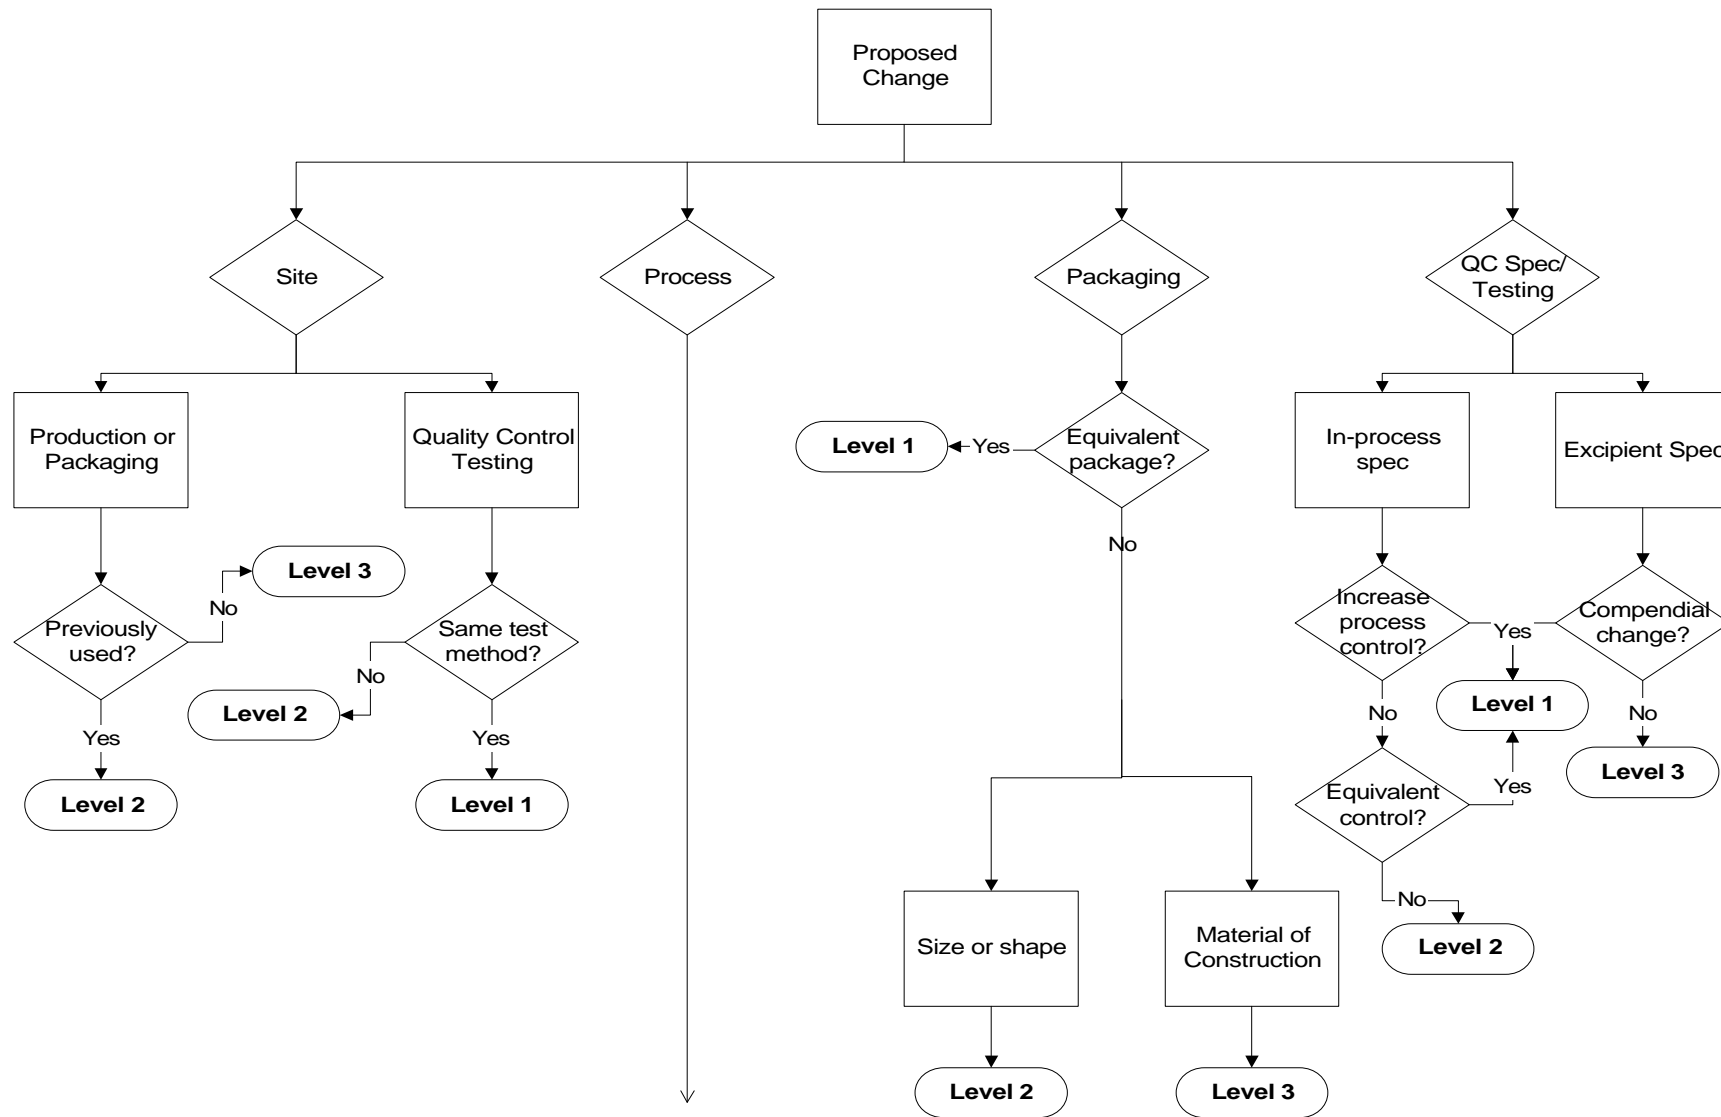 Proposed
Change
Site
Process
Packaging
QC Spec/
Testing
Production or
Packaging
Quality Control
Testing
Level 1
Yes
Equivalent
package?
In-process
spec
Excipient Spec
No
Level 3
No
Previously
used?
Same test
method?
No
Increase
process
control?
Yes
Compendial
change?
Level 2
Yes
Yes
No
Level 1
No
Level 2
Level 1
Equivalent
control?
Yes
Level 3
No
Size or shape
Material of
Construction
Level 2
Level 2
Level 3